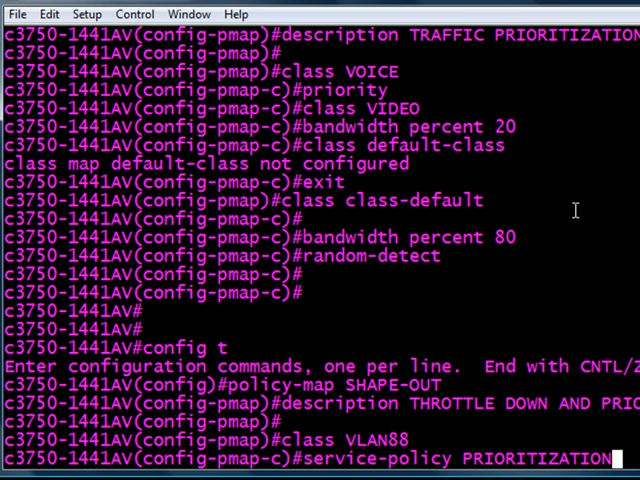 File Edit Setup Control Window Help
c3750-1441AV(config-pmap)#description TRAFFIC PRIORITIZATION
c3750-1441AV(config-pmap)#
c3750-1441AV(config-pmap)#class VOICE
c3750-1441AV(config-pmap-c)#priority
c3750-1441AV(config-pmap-c)#class VIDEO
c3750-1441AV(config-pmap-c)#bandwidth percent 20
c3750-1441AV(config-pmap-c)#class default-class
class map default-class not configured
c3750-1441AV(config-pmap-c)#exit
c3750-1441AV(config-pmap)#class class-default
c3750-1441AV(config-pmap-c)#
c3750-1441AV(config-pmap-c)#bandwidth percent 80
c3750-1441AV(config-pmap-c)#random-detect
c3750-1441AV(config-pmap-c)#
c3750-1441AV(config-pmap-c)#
c3750-1441AV#
c3750-1441AV#
c3750-1441AV#config t
Enter configuration commands, one per line.  End with CNTL/Z
c3750-1441AV(config)#policy-map SHAPE-OUT
c3750-1441AV(config-pmap)#description THROTTLE DOWN AND PRIO
c3750-1441AV(config-pmap)#
c3750-1441AV(config-pmap)#class VLAN88
c3750-1441AV(config-pmap-c)#service-policy PRIORITIZATION